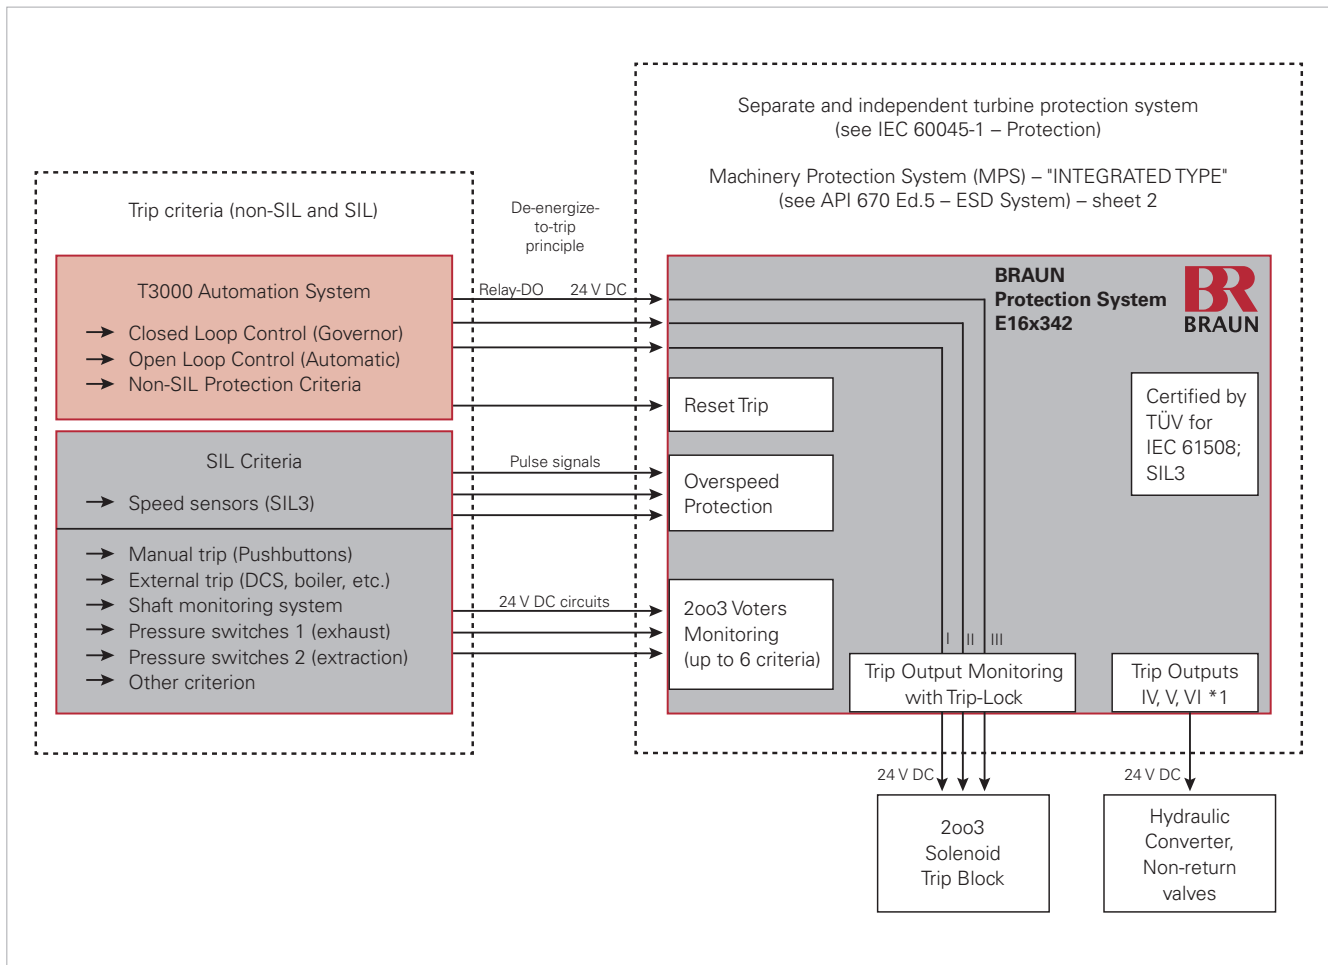 Separate and independent turbine protection system
(see IEC 60045-1 – Protection)
Machinery Protection System (MPS) – "INTEGRATED TYPE"
(see API 670 Ed.5 – ESD System) – sheet 2
Trip criteria (non-SIL and SIL)
De-energize-
to-trip
principle
T3000 Automation System
Closed Loop Control (Governor)
Open Loop Control (Automatic)
Non-SIL Protection Criteria
Relay-DO
24 V DC
BRAUN
Protection System
E16x342
BR
BRAUN
Reset Trip
Certified by
TÜV for
IEC 61508;
SIL3
SIL Criteria
Speed sensors (SIL3)
Pulse signals
Overspeed
Protection
Manual trip (Pushbuttons)
External trip (DCS, boiler, etc.)
Shaft monitoring system
Pressure switches 1 (exhaust)
Pressure switches 2 (extraction)
Other criterion
24 V DC circuits
2oo3 Voters
Monitoring
(up to 6 criteria)
I
II
III
Trip Output Monitoring
with Trip-Lock
Trip Outputs
IV, V, VI *1
24 V DC
24 V DC
2oo3
Solenoid
Trip Block
Hydraulic
Converter,
Non-return
valves